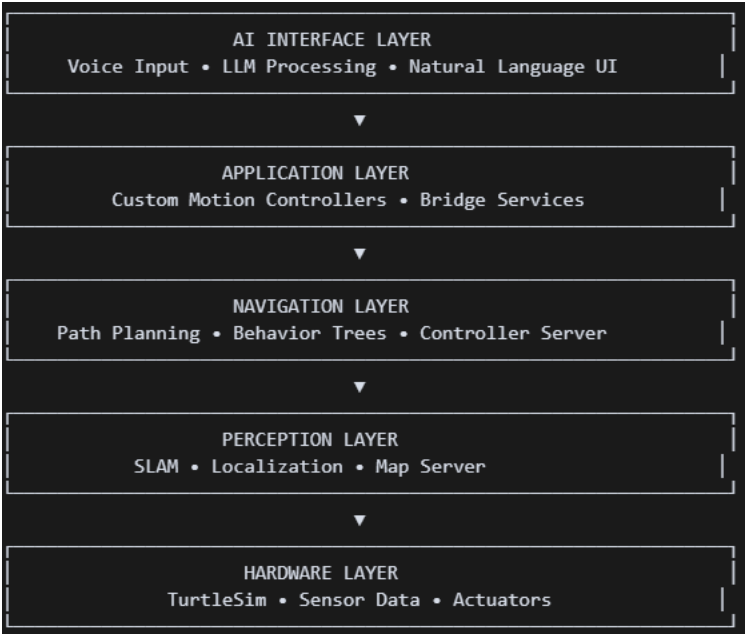 AI INTERFACE LAYER
Voice Input • LLM Processing • Natural Language UI
▼
APPLICATION LAYER
Custom Motion Controllers • Bridge Services
▼
NAVIGATION LAYER
Path Planning • Behavior Trees • Controller Server
▼
PERCEPTION LAYER
SLAM • Localization • Map Server
▼
HARDWARE LAYER
TurtleSim • Sensor Data • Actuators